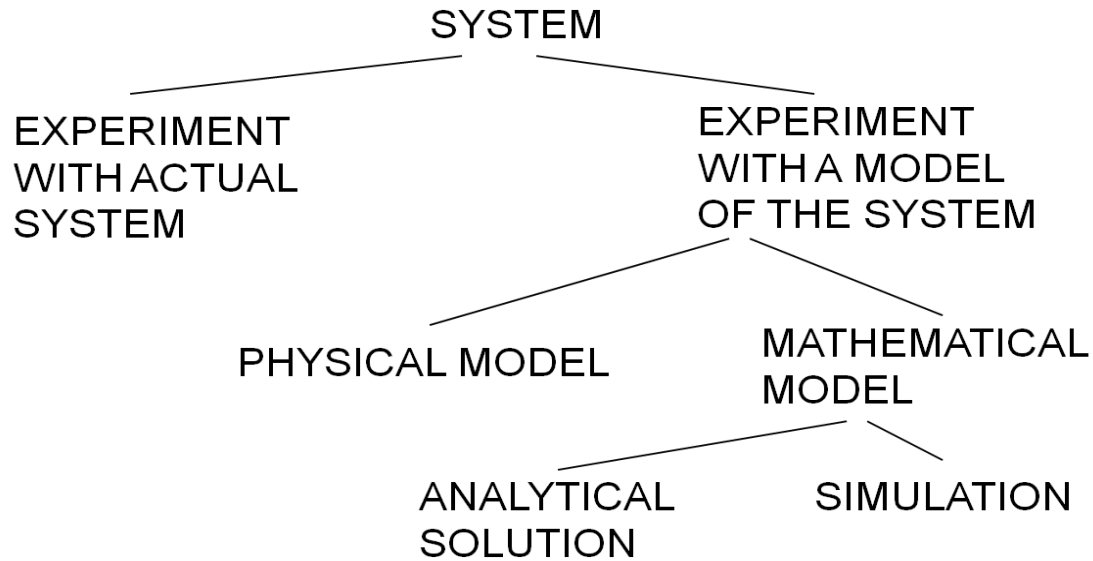 SYSTEM
EXPERIMENT
WITH ACTUAL
SYSTEM
EXPERIMENT
WITH A MODEL
OF THE SYSTEM
PHYSICAL MODEL
MATHEMATICAL
MODEL
ANALYTICAL
SOLUTION
SIMULATION